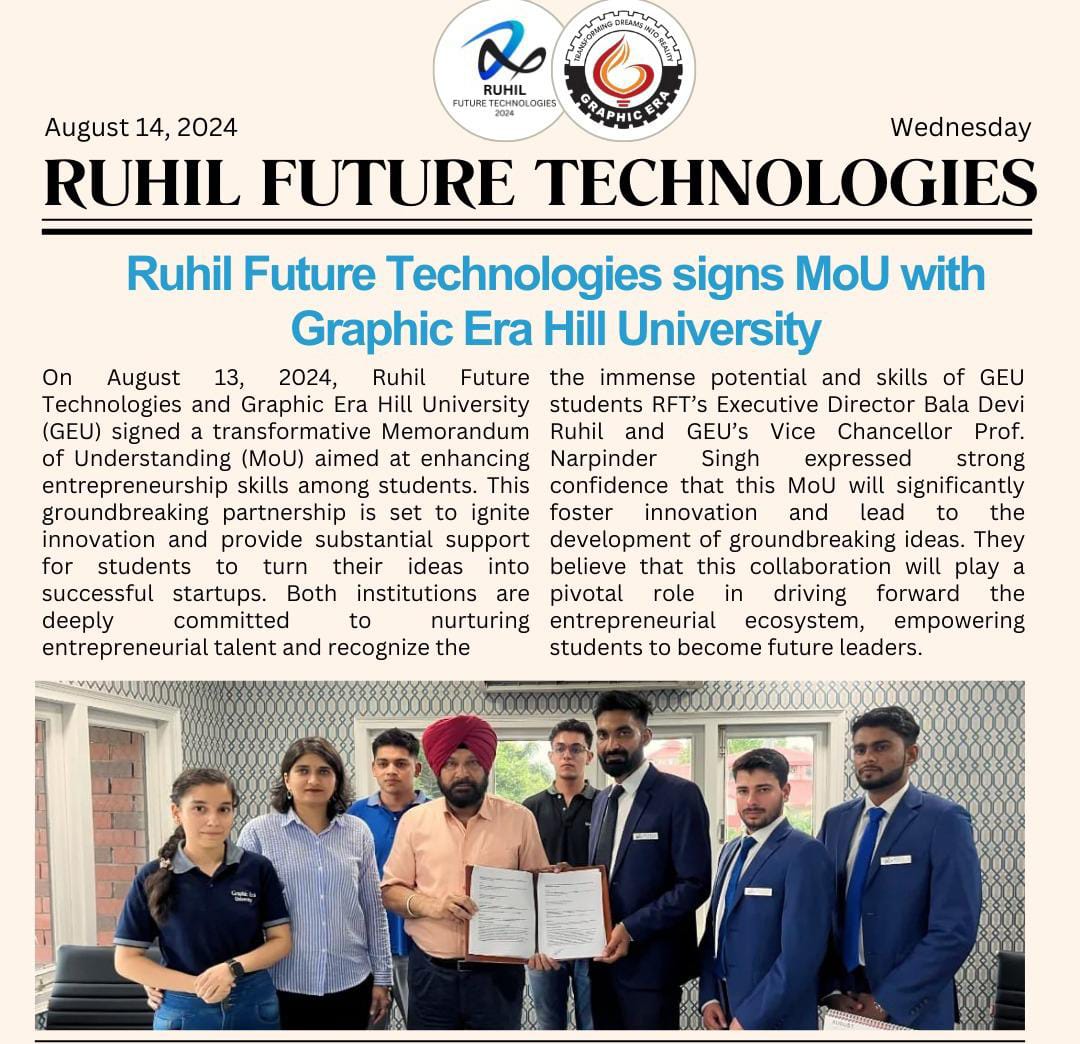 RUHIL
FUTURE TECHNOLOGIES
2024
TRANSFORMING DREAMS INTO REALITY
GRAPHIC ERA
August 14, 2024
Wednesday
RUHIL FUTURE TECHNOLOGIES
Ruhil Future Technologies signs MoU with
Graphic Era Hill University
On August 13, 2024, Ruhil Future
Technologies and Graphic Era Hill University
(GEU) signed a transformative Memorandum
of Understanding (MoU) aimed at enhancing
entrepreneurship skills among students. This
groundbreaking partnership is set to ignite
innovation and provide substantial support
for students to turn their ideas into
successful startups. Both institutions are
deeply committed to nurturing
entrepreneurial talent and recognize the
the immense potential and skills of GEU
students RFT’s Executive Director Bala Devi
Ruhil and GEU’s Vice Chancellor Prof.
Narpinder Singh expressed strong
confidence that this MoU will significantly
foster innovation and lead to the
development of groundbreaking ideas. They
believe that this collaboration will play a
pivotal role in driving forward the
entrepreneurial ecosystem, empowering
students to become future leaders.
Graphic Era
University
AUGUST